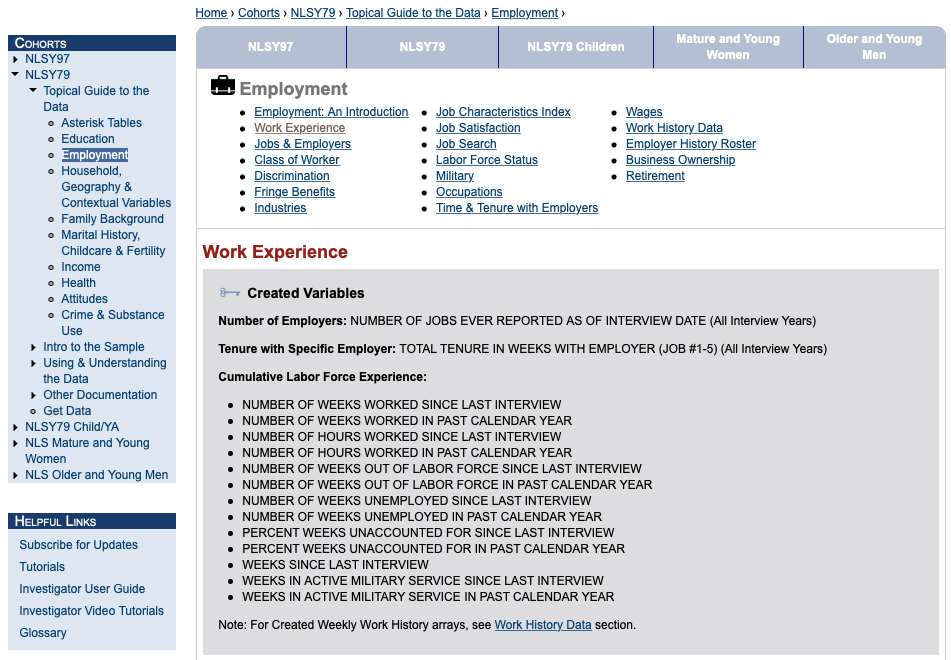 Home › Cohorts › NLSY79 › Topical Guide to the Data › Employment ›
COHORTS
NLSY97
NLSY79
Topical Guide to the
Data
Asterisk Tables
Education
Employment
Household,
Geography &
Contextual Variables
Family Background
Marital History,
Childcare & Fertility
Income
Health
Attitudes
Crime & Substance
Use
Intro to the Sample
Using & Understanding
the Data
Other Documentation
Get Data
NLSY79 Child/YA
NLS Mature and Young
Women
NLS Older and Young Men
HELPFUL LINKS
Subscribe for Updates
Tutorials
Investigator User Guide
Investigator Video Tutorials
Glossary
NLSY97
NLSY79
NLSY79 Children
Mature and Young
Women
Older and Young
Men
Employment
Employment: An Introduction
Work Experience
Jobs & Employers
Class of Worker
Discrimination
Fringe Benefits
Industries
Job Characteristics Index
Job Satisfaction
Job Search
Labor Force Status
Military
Occupations
Time & Tenure with Employers
Wages
Work History Data
Employer History Roster
Business Ownership
Retirement
Work Experience
Created Variables
Number of Employers: NUMBER OF JOBS EVER REPORTED AS OF INTERVIEW DATE (All Interview Years)
Tenure with Specific Employer: TOTAL TENURE IN WEEKS WITH EMPLOYER (JOB #1-5) (All Interview Years)
Cumulative Labor Force Experience:
NUMBER OF WEEKS WORKED SINCE LAST INTERVIEW
NUMBER OF WEEKS WORKED IN PAST CALENDAR YEAR
NUMBER OF HOURS WORKED SINCE LAST INTERVIEW
NUMBER OF HOURS WORKED IN PAST CALENDAR YEAR
NUMBER OF WEEKS OUT OF LABOR FORCE SINCE LAST INTERVIEW
NUMBER OF WEEKS OUT OF LABOR FORCE IN PAST CALENDAR YEAR
NUMBER OF WEEKS UNEMPLOYED SINCE LAST INTERVIEW
NUMBER OF WEEKS UNEMPLOYED IN PAST CALENDAR YEAR
PERCENT WEEKS UNACCOUNTED FOR SINCE LAST INTERVIEW
PERCENT WEEKS UNACCOUNTED FOR IN PAST CALENDAR YEAR
WEEKS SINCE LAST INTERVIEW
WEEKS IN ACTIVE MILITARY SERVICE SINCE LAST INTERVIEW
WEEKS IN ACTIVE MILITARY SERVICE IN PAST CALENDAR YEAR
Note: For Created Weekly Work History arrays, see Work History Data section.